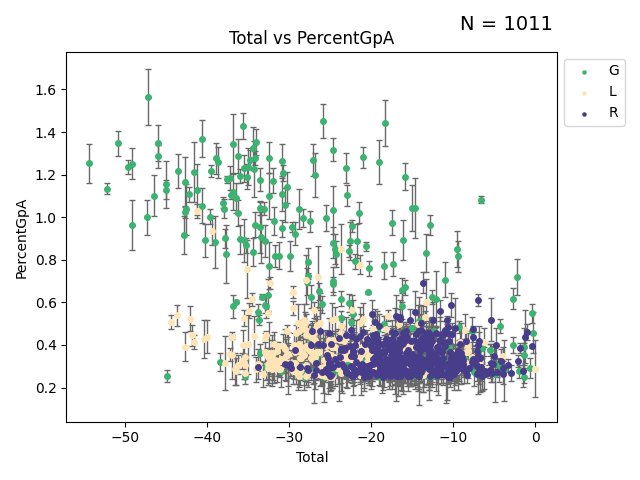 N = 1011
Total vs PercentGpA
G
L
R
PercentGpA
1.6
1.4
1.2
1.0
0.8
0.6
0.4
0.2
−50 −40 −30 −20 −10 0
Total